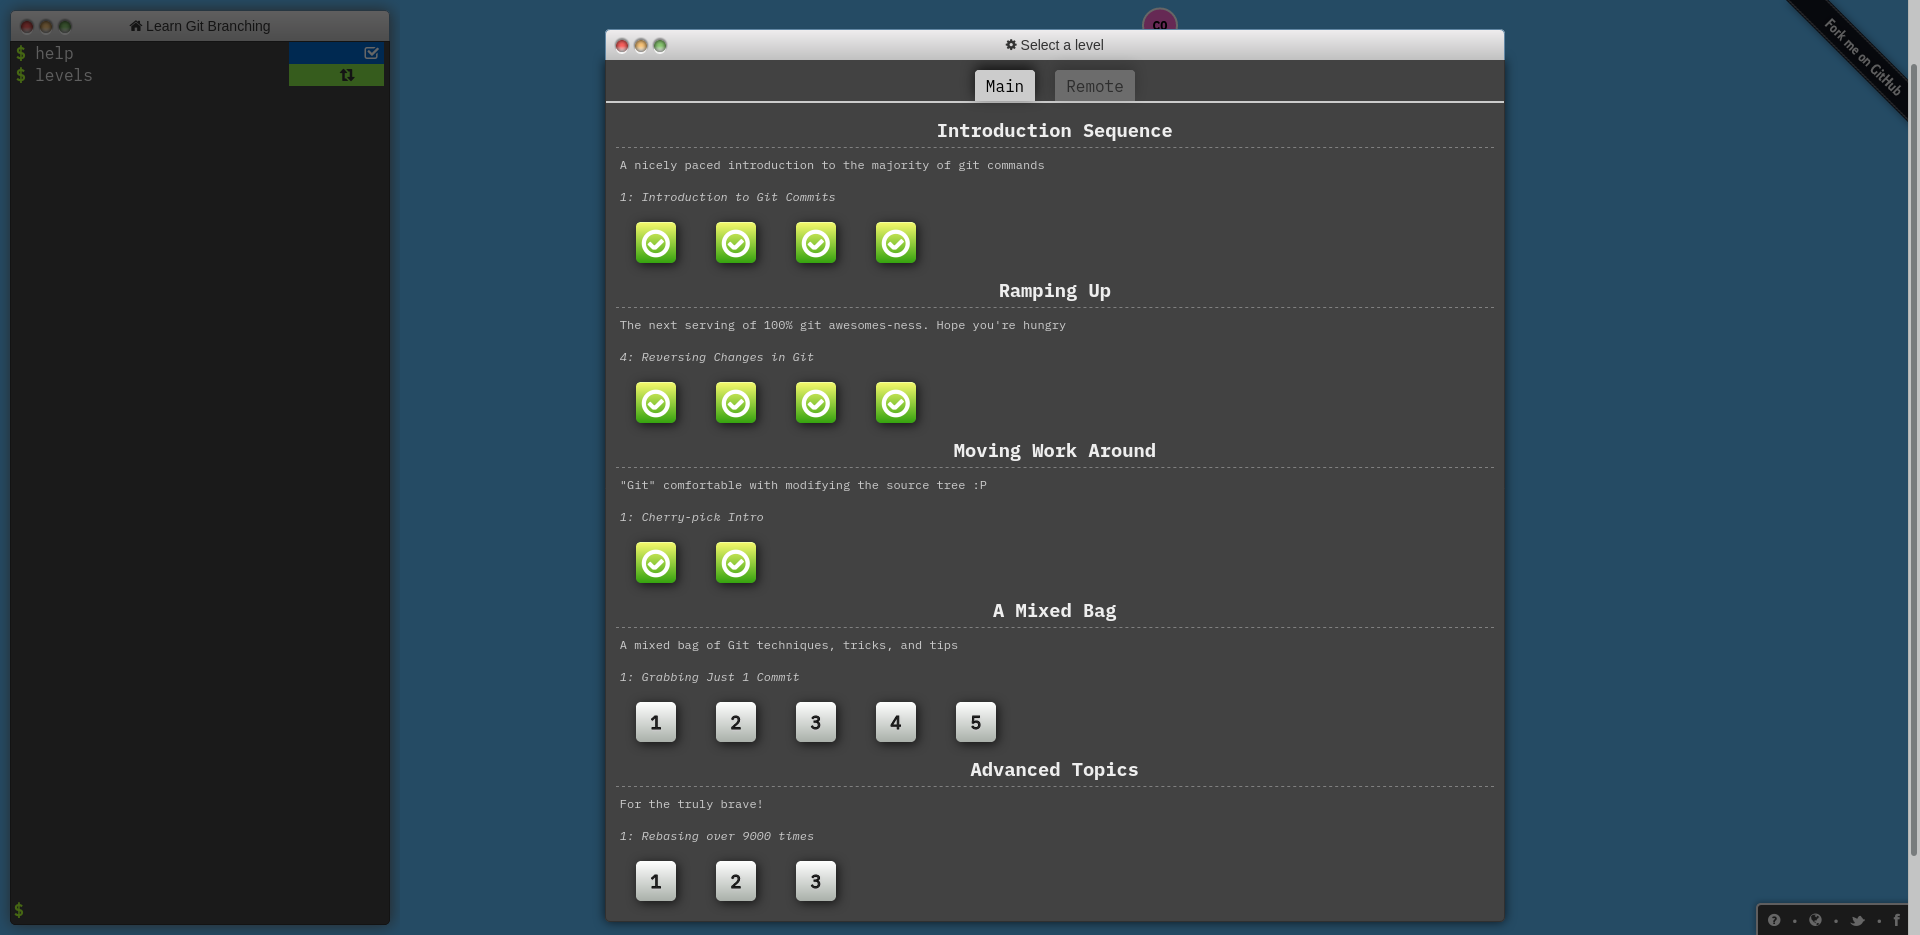 Learn Git Branching
$ help
$ levels
$
C0
Fork me on GitHub
Select a level
Main Remote
Introduction Sequence
A nicely paced introduction to the majority of git commands
1: Introduction to Git Commits
Ramping Up
The next serving of 100% git awesomes-ness. Hope you're hungry
4: Reversing Changes in Git
Moving Work Around
"Git" comfortable with modifying the source tree :P
1: Cherry-pick Intro
A Mixed Bag
A mixed bag of Git techniques, tricks, and tips
1: Grabbing Just 1 Commit
1 2 3 4 5
Advanced Topics
For the truly brave!
1: Rebasing over 9000 times
1 2 3